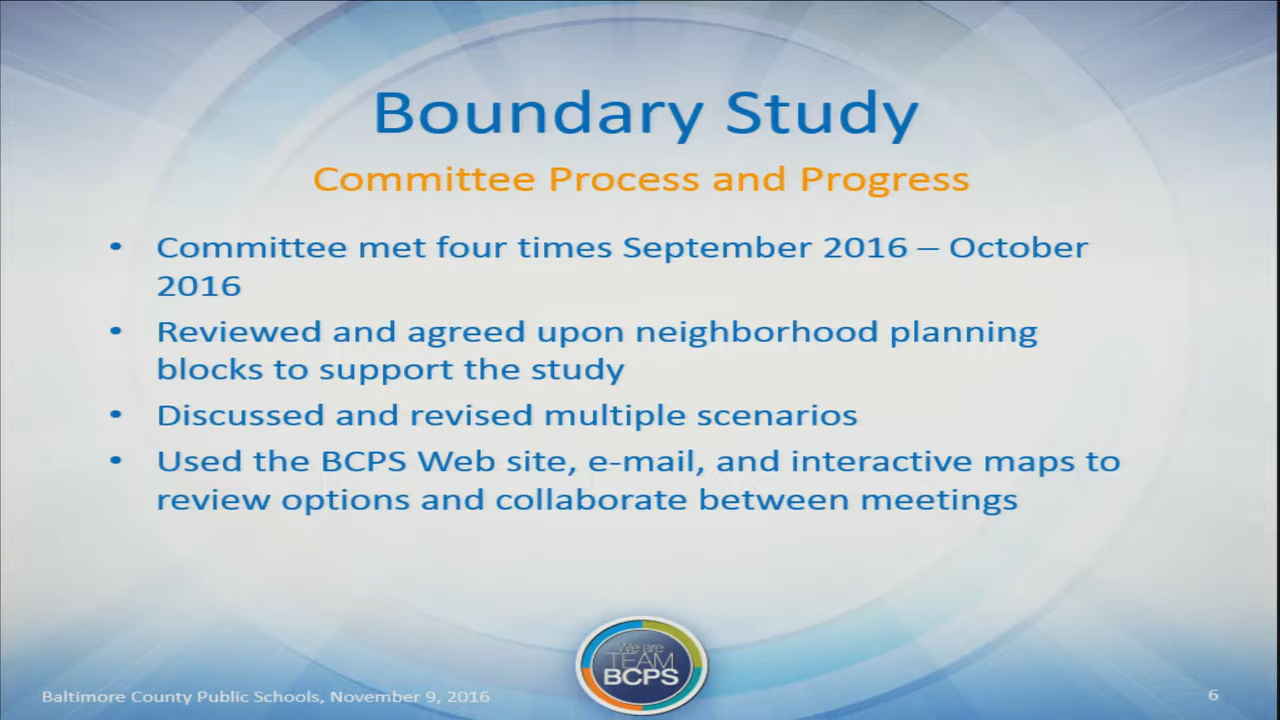 Boundary Study
Committee Process and Progress
• Committee met four times September 2016 – October
2016
• Reviewed and agreed upon neighborhood planning
blocks to support the study
• Discussed and revised multiple scenarios
• Used the BCPS Web site, e-mail, and interactive maps to
review options and collaborate between meetings
We are
TEAM
BCPS
Baltimore County Public Schools, November 9, 2016
6